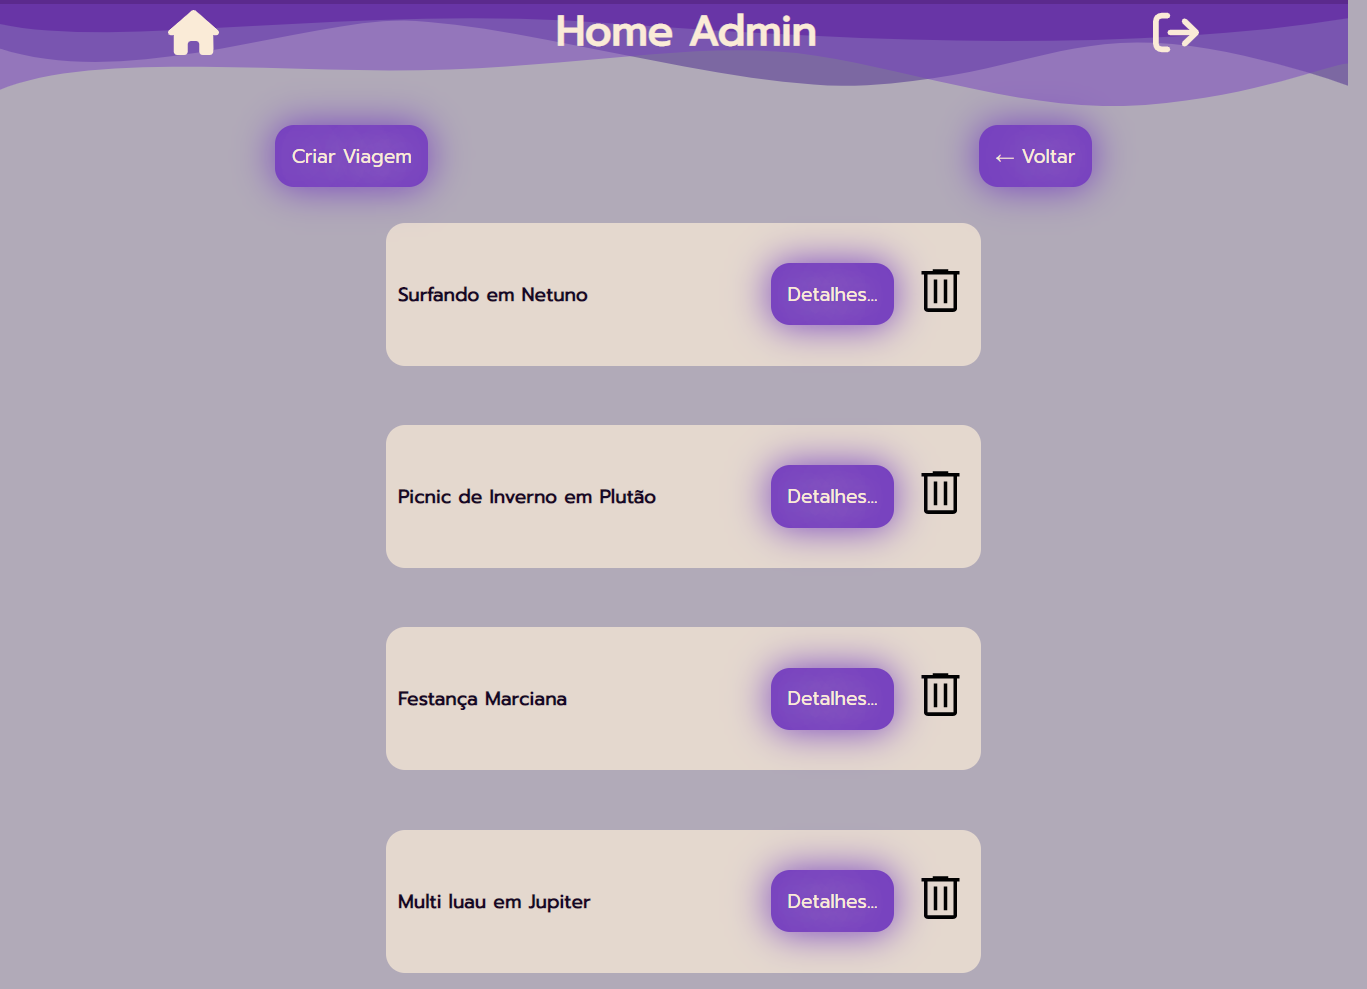 Home Admin
Criar Viagem
← Voltar
Surfando em Netuno
Detalhes...
Picnic de Inverno em Plutão
Detalhes...
Festança Marciana
Detalhes...
Multi luau em Jupiter
Detalhes...